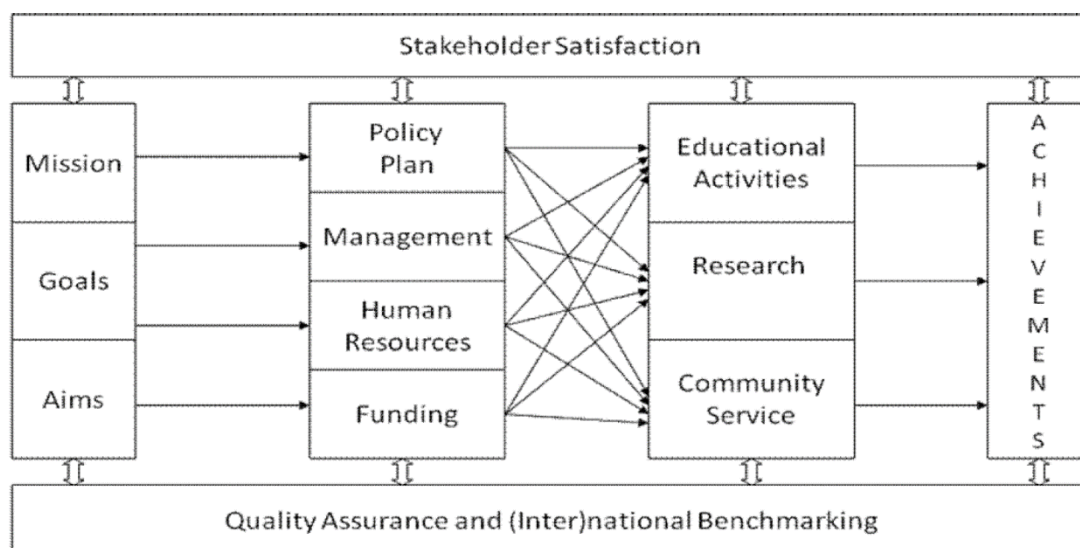 Stakeholder Satisfaction
Mission
Goals
Aims
Policy
Plan
Management
Human
Resources
Funding
Educational
Activities
Research
Community
Service
A
C
H
I
E
V
E
M
E
N
T
S
Quality Assurance and (Inter)national Benchmarking